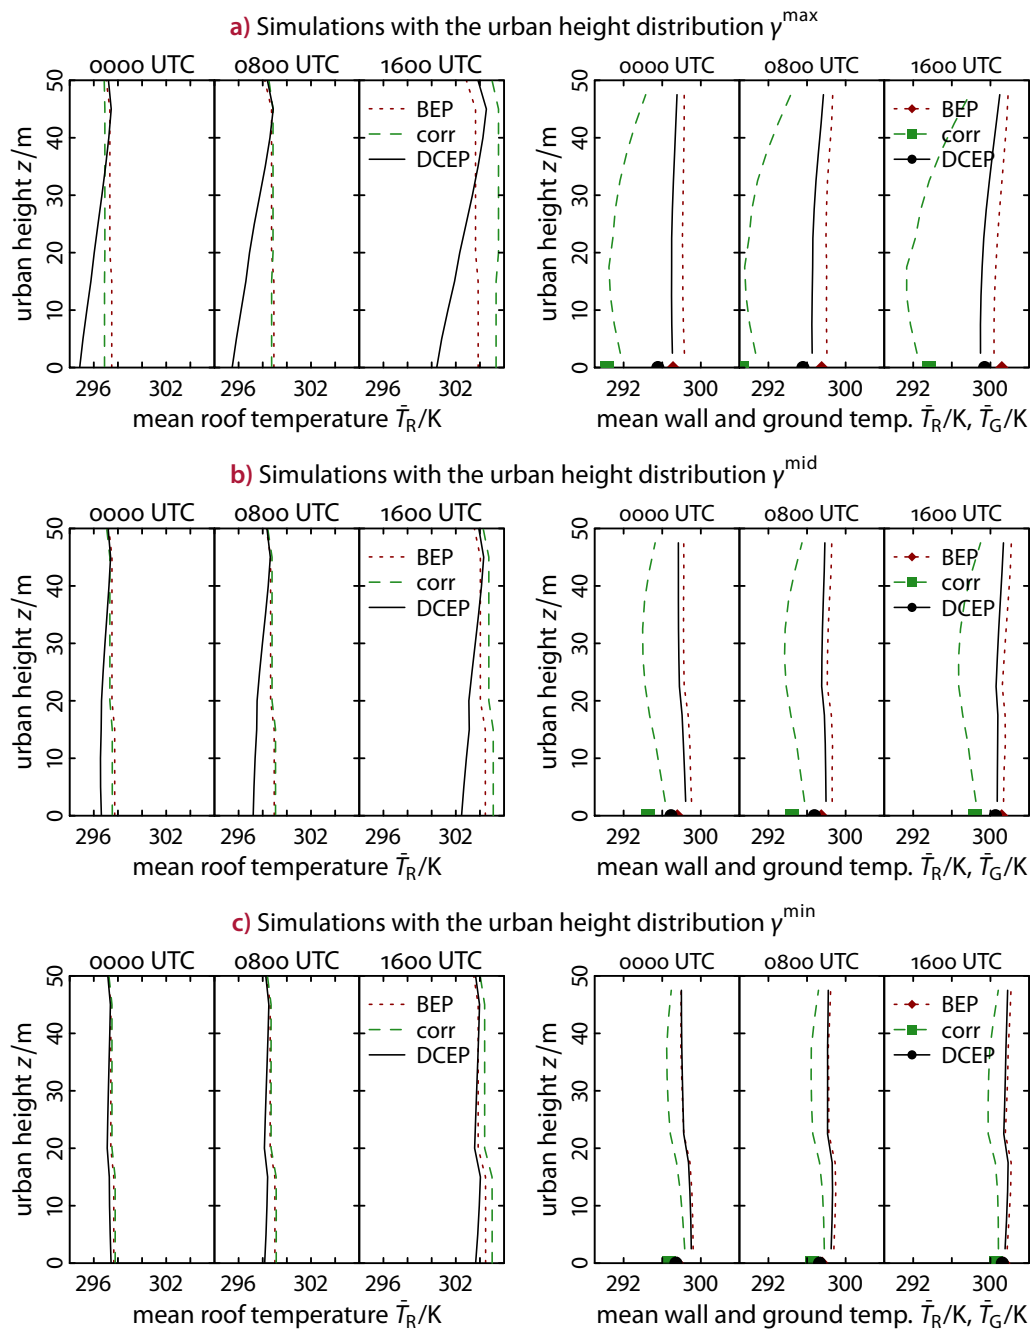 a) Simulations with the urban height distribution γmax
0000 UTC 0800 UTC 1600 UTC 0000 UTC 0800 UTC 1600 UTC
BEP
corr
DCEP
BEP
corr
DCEP
urban height z/m
0 10 20 30 40 50
urban height z/m
0 10 20 30 40 50
296 302 296 302 302
292 300 292 300 292 300
mean roof temperature T̄R/K
mean wall and ground temp. T̄R/K, T̄G/K
b) Simulations with the urban height distribution γmid
0000 UTC 0800 UTC 1600 UTC 0000 UTC 0800 UTC 1600 UTC
BEP
corr
DCEP
BEP
corr
DCEP
urban height z/m
0 10 20 30 40 50
urban height z/m
0 10 20 30 40 50
296 302 296 302 302
292 300 292 300 292 300
mean roof temperature T̄R/K
mean wall and ground temp. T̄R/K, T̄G/K
c) Simulations with the urban height distribution γmin
0000 UTC 0800 UTC 1600 UTC 0000 UTC 0800 UTC 1600 UTC
BEP
corr
DCEP
BEP
corr
DCEP
urban height z/m
0 10 20 30 40 50
urban height z/m
0 10 20 30 40 50
296 302 296 302 302
292 300 292 300 292 300
mean roof temperature T̄R/K
mean wall and ground temp. T̄R/K, T̄G/K